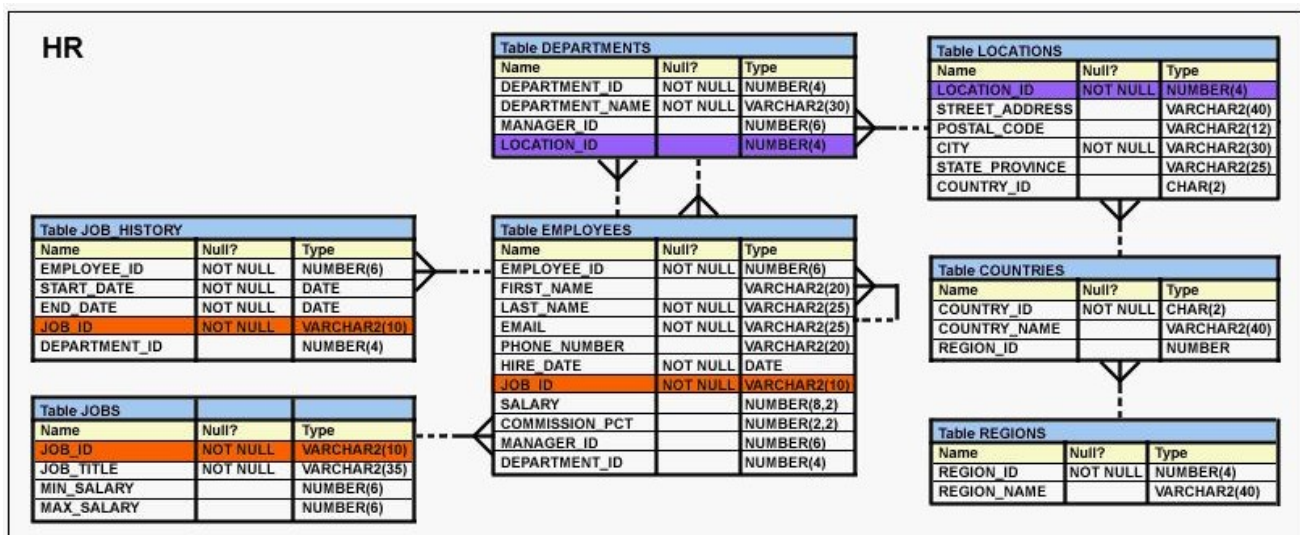 HR
Table DEPARTMENTS
Name Null? Type
DEPARTMENT_ID NOT NULL NUMBER(4)
DEPARTMENT_NAME NOT NULL VARCHAR2(30)
MANAGER_ID NUMBER(6)
LOCATION_ID NUMBER(4)
Table LOCATIONS
Name Null? Type
LOCATION_ID NOT NULL NUMBER(4)
STREET_ADDRESS VARCHAR2(40)
POSTAL_CODE VARCHAR2(12)
CITY NOT NULL VARCHAR2(30)
STATE_PROVINCE VARCHAR2(25)
COUNTRY_ID CHAR(2)
Table JOB_HISTORY
Name Null? Type
EMPLOYEE_ID NOT NULL NUMBER(6)
START_DATE NOT NULL DATE
END_DATE NOT NULL DATE
JOB_ID NOT NULL VARCHAR2(10)
DEPARTMENT_ID NUMBER(4)
Table EMPLOYEES
Name Null? Type
EMPLOYEE_ID NOT NULL NUMBER(6)
FIRST_NAME VARCHAR2(20)
LAST_NAME NOT NULL VARCHAR2(25)
EMAIL NOT NULL VARCHAR2(25)
PHONE_NUMBER VARCHAR2(20)
HIRE_DATE NOT NULL DATE
JOB_ID NOT NULL VARCHAR2(10)
SALARY NUMBER(8,2)
COMMISSION_PCT NUMBER(2,2)
MANAGER_ID NUMBER(6)
DEPARTMENT_ID NUMBER(4)
Table COUNTRIES
Name Null? Type
COUNTRY_ID NOT NULL CHAR(2)
COUNTRY_NAME VARCHAR2(40)
REGION_ID NUMBER
Table JOBS
Name Null? Type
JOB_ID NOT NULL VARCHAR2(10)
JOB_TITLE NOT NULL VARCHAR2(35)
MIN_SALARY NUMBER(6)
MAX_SALARY NUMBER(6)
Table REGIONS
Name Null? Type
REGION_ID NOT NULL NUMBER(4)
REGION_NAME VARCHAR2(40)